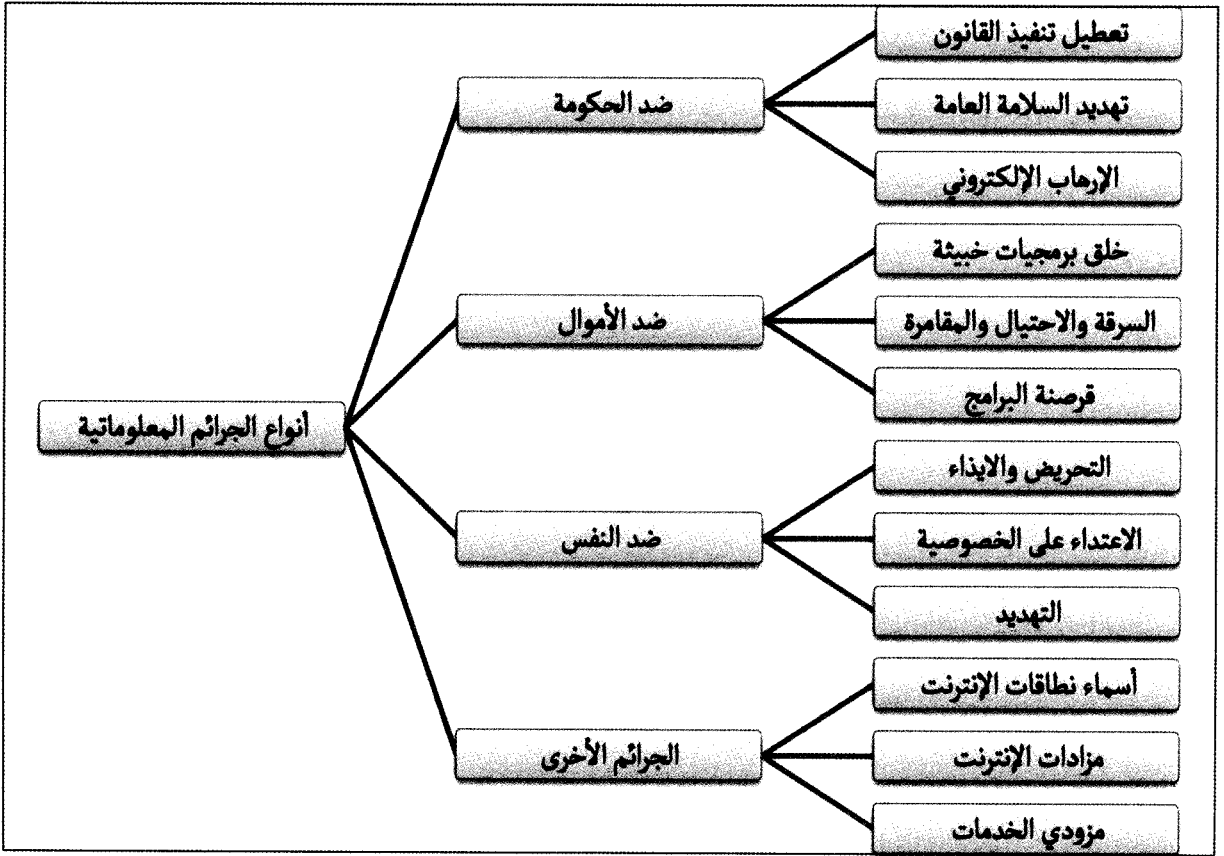 أنواع الجرائم المعلوماتية
ضد الحكومة
تعطيل تنفيذ القانون
تهديد السلامة العامة
الإرهاب الإلكتروني
ضد الأموال
خلق برمجيات خبيثة
السرقة والاحتيال والمقامرة
قرصنة البرامج
ضد النفس
التحريض والايذاء
الاعتداء على الخصوصية
التهديد
الجرائم الأخرى
أسماء نطاقات الإنترنت
مزادات الإنترنت
مزودي الخدمات